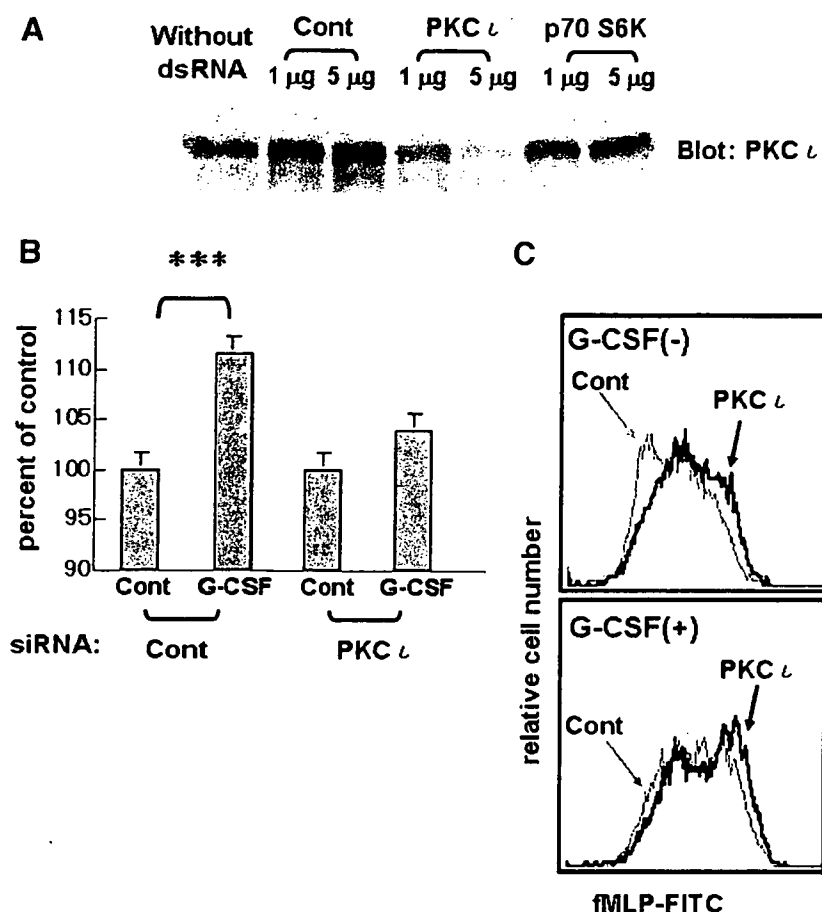 A
Without dsRNA
Cont
PKC ι
p70 S6K
1 μg 5 μg
1 μg 5 μg
1 μg 5 μg
Blot: PKC ι
B
***
percent of control
115
110
105
100
95
90
Cont
G-CSF
Cont
G-CSF
siRNA:
Cont
PKC ι
C
relative cell number
G-CSF(-)
Cont
PKC ι
G-CSF(+)
PKC ι
Cont
fMLP-FITC